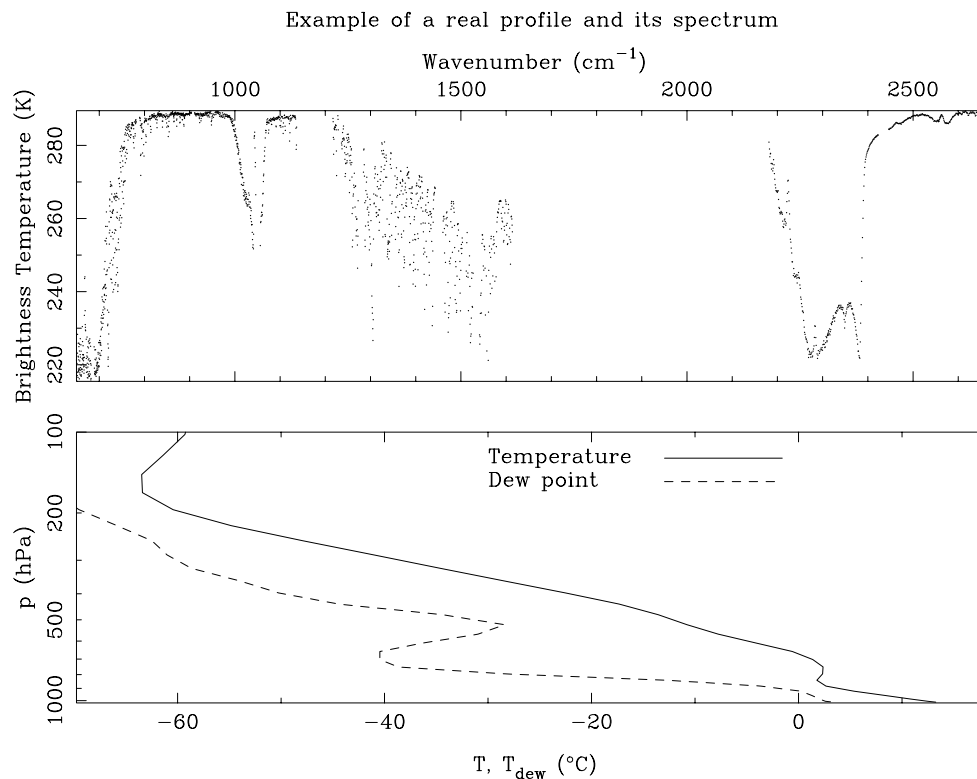 Example of a real profile and its spectrum
Wavenumber (cm⁻¹)
1000 1500 2000 2500
Brightness Temperature (K)
280
260
240
220
Temperature
Dew point
p (hPa)
100
200
500
1000
−60 −40 −20 0
T, T_dew (°C)